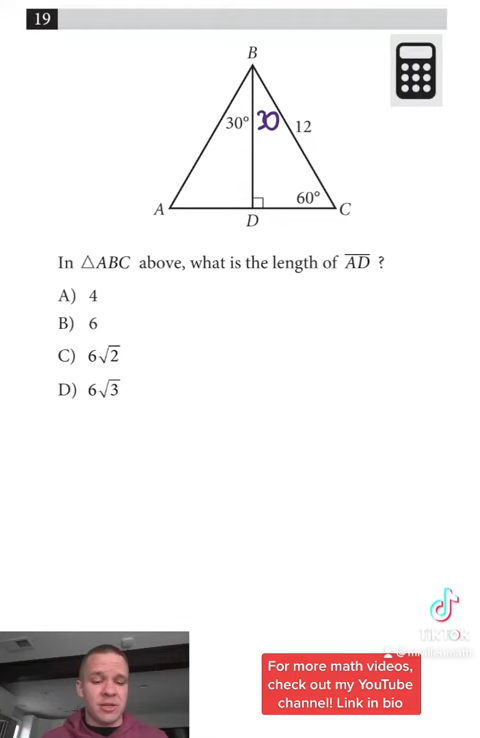 19
B
30° 30 12
60°
A C
D
In △ABC above, what is the length of \overline{AD} ?
A) 4
B) 6
C) 6√2
D) 6√3
TikTok
For more math videos,
check out my YouTube
channel! Link in bio